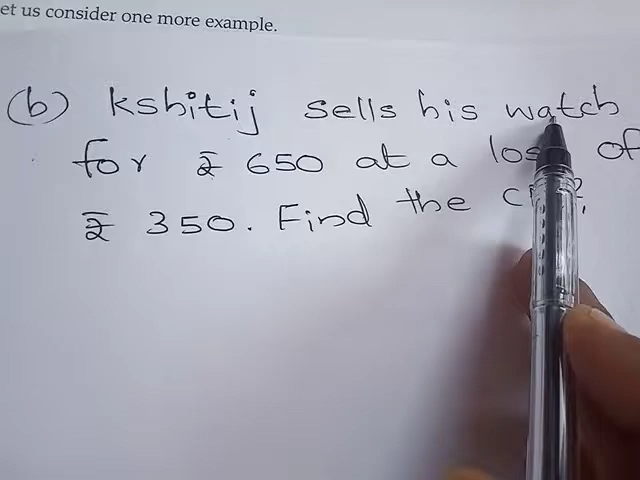 et us consider one more example.
(b) Kshitij sells his watch
for ₹ 650 at a loss of
₹ 350. Find the